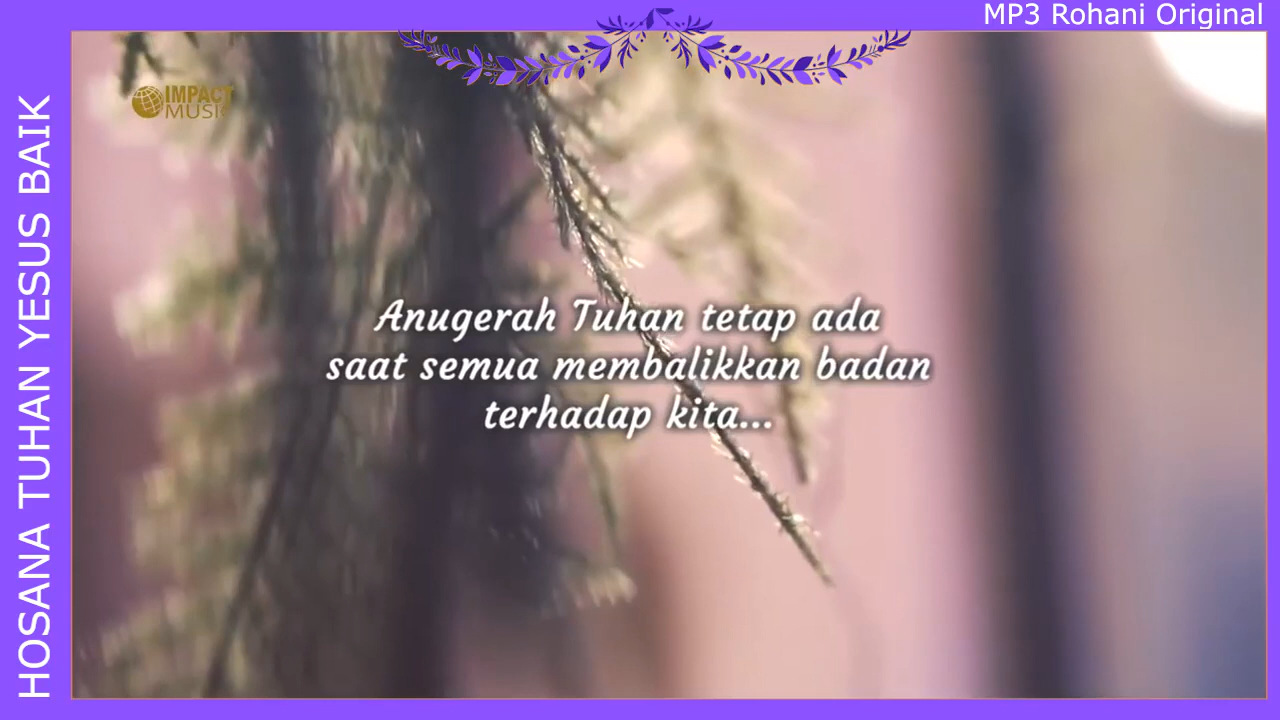 MP3 Rohani Original
HOSANA TUHAN YESUS BAIK
IMPACT
MUSIC
Anugerah Tuhan tetap ada
saat semua membalikkan badan
terhadap kita...